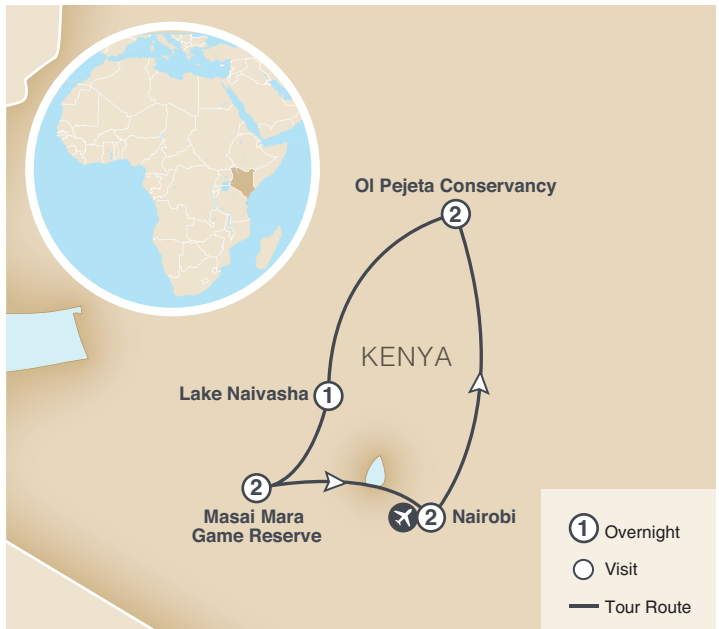 Ol Pejeta Conservancy
2
KENYA
Lake Naivasha
1
2
Masai Mara
Game Reserve
2
Nairobi
1
Overnight
Visit
Tour Route